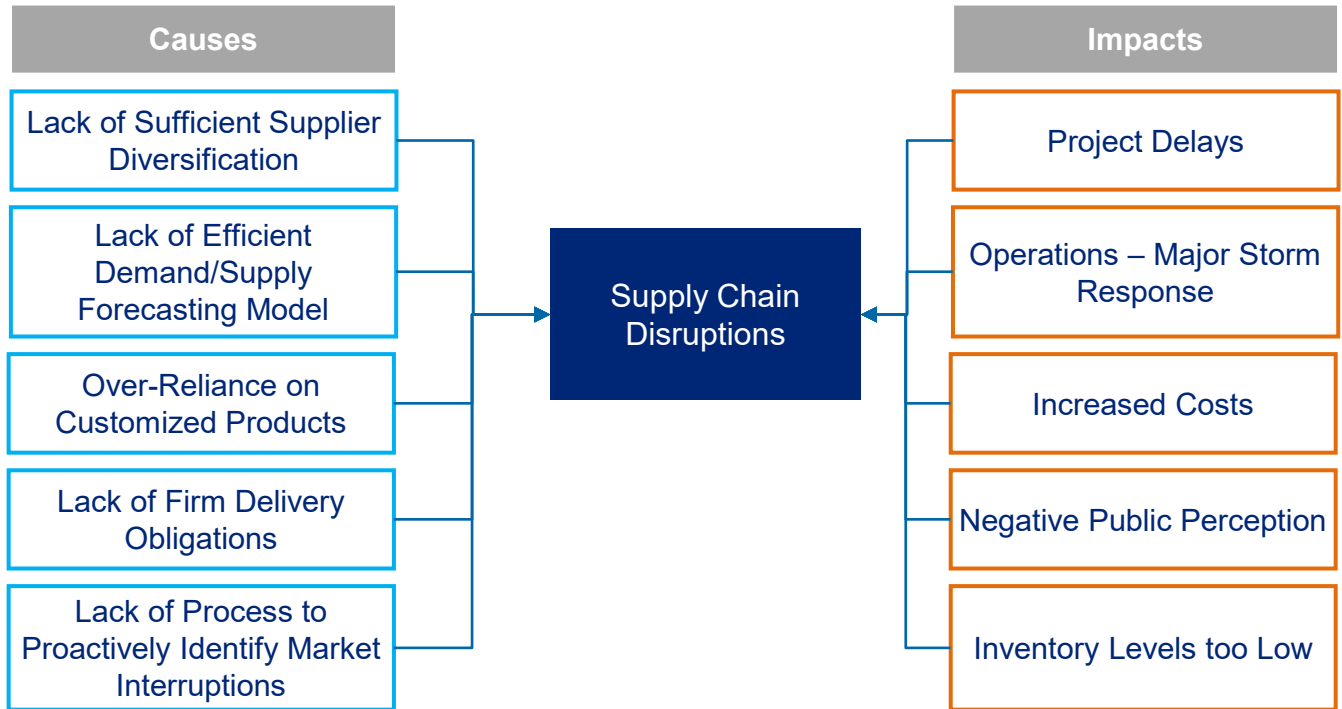 Causes
Impacts
Lack of Sufficient Supplier
Diversification
Lack of Efficient
Demand/Supply
Forecasting Model
Over-Reliance on
Customized Products
Lack of Firm Delivery
Obligations
Lack of Process to
Proactively Identify Market
Interruptions
Supply Chain
Disruptions
Project Delays
Operations – Major Storm
Response
Increased Costs
Negative Public Perception
Inventory Levels too Low